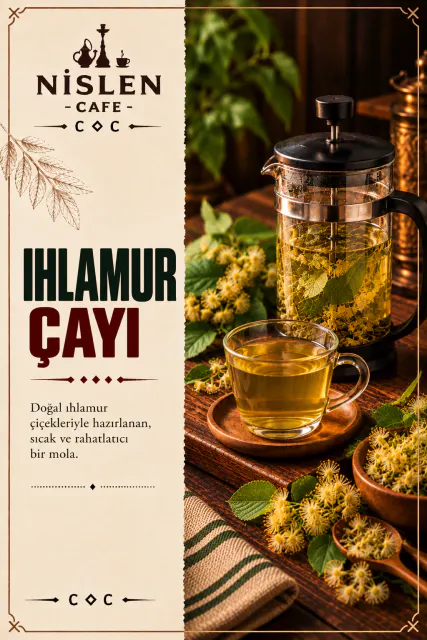 NİSLEN
- CAFE -
C ◇ C
IHLAMUR
ÇAYI
Doğal ıhlamur
çiçekleriyle hazırlanan,
sıcak ve rahatlatıcı
bir mola.
C ◇ C